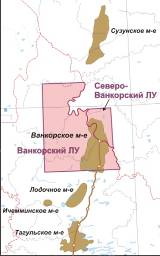 Сузунское м-е
Северо-
Ванкорский ЛУ
Ванкорское м-е
Ванкорский ЛУ
Лодочное м-е
Ичемминское м-е
Тагульское м-е